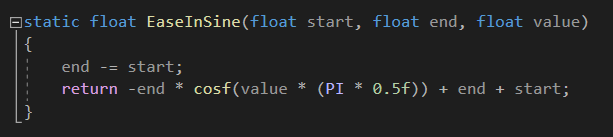 static float EaseInSine(float start, float end, float value)
{
    end -= start;
    return -end * cosf(value * (PI * 0.5f)) + end + start;
}